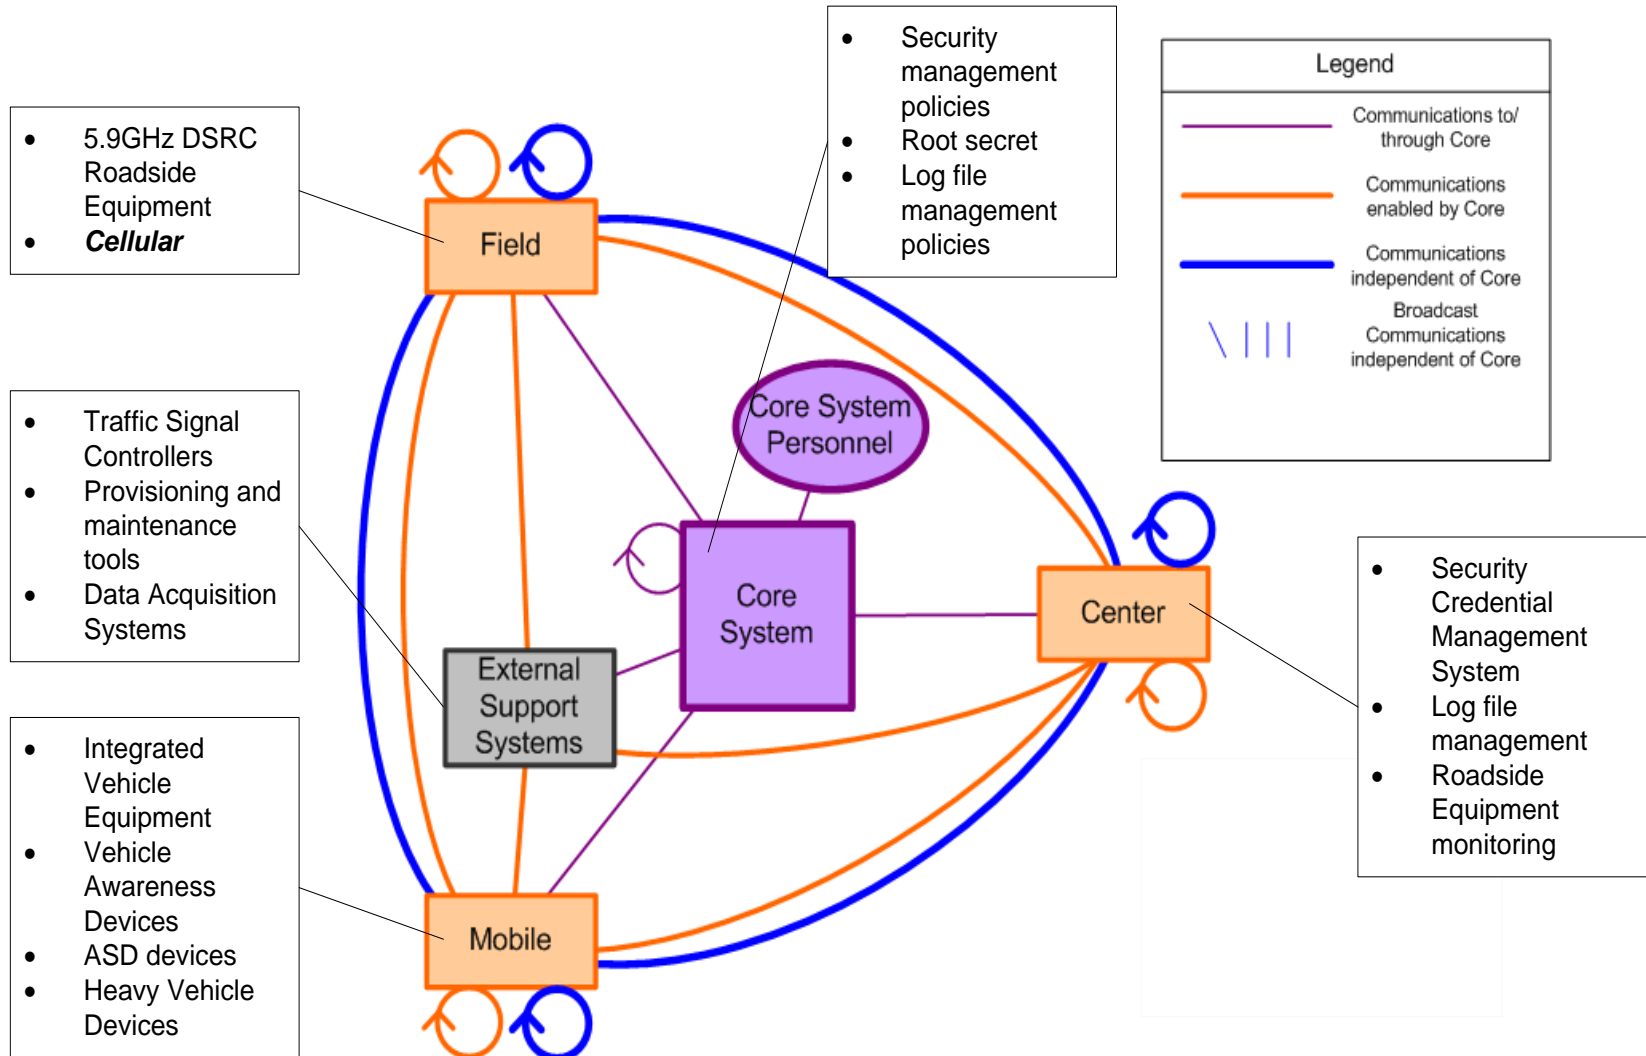 • Security
management
policies
• Root secret
• Log file
management
policies
Legend
Communications to/
through Core
Communications
enabled by Core
Communications
independent of Core
Broadcast
Communications
independent of Core
• 5.9GHz DSRC
Roadside
Equipment
• Cellular
Field
• Traffic Signal
Controllers
• Provisioning and
maintenance
tools
• Data Acquisition
Systems
Core System
Personnel
Core
System
Center
External
Support
Systems
• Security
Credential
Management
System
• Log file
management
• Roadside
Equipment
monitoring
• Integrated
Vehicle
Equipment
• Vehicle
Awareness
Devices
• ASD devices
• Heavy Vehicle
Devices
Mobile